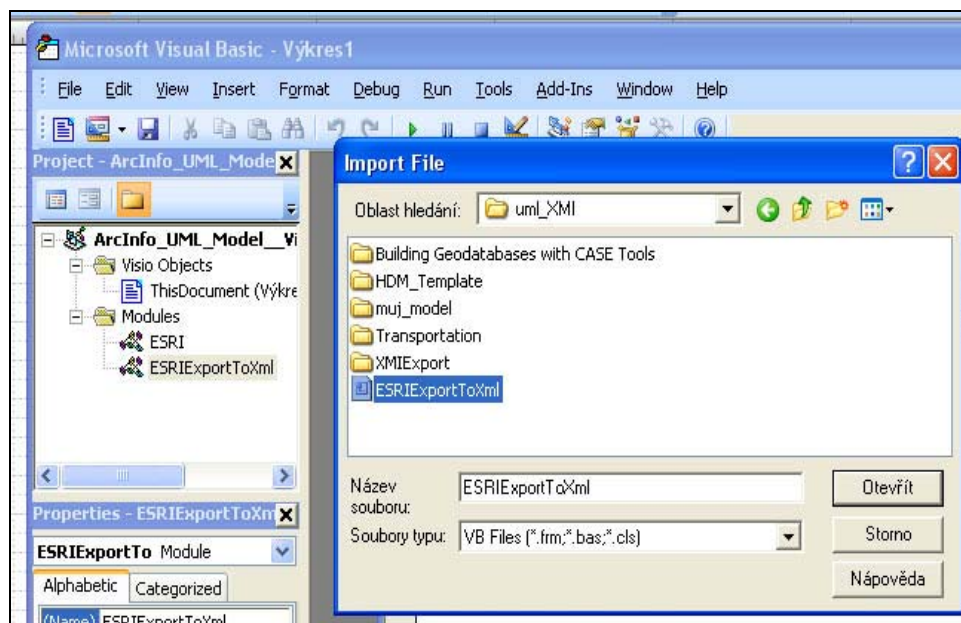 Microsoft Visual Basic - Výkres1
File Edit View Insert Format Debug Run Tools Add-Ins Window Help
Project - ArcInfo_UML_Mode
ArcInfo_UML_Model__Vi
Visio Objects
ThisDocument (Výkre
Modules
ESRI
ESRIExportToXml
Properties - ESRIExportToXm
ESRIExportTo Module
Alphabetic Categorized
(Name) ESRIExportToXml
Import File
Oblast hledání: uml_XMI
Building Geodatabases with CASE Tools
HDM_Template
muj_model
Transportation
XMIExport
ESRIExportToXml
Název souboru: ESRIExportToXml
Otevřít
Soubory typu: VB Files (*.frm;*.bas;*.cls)
Storno
Nápověda